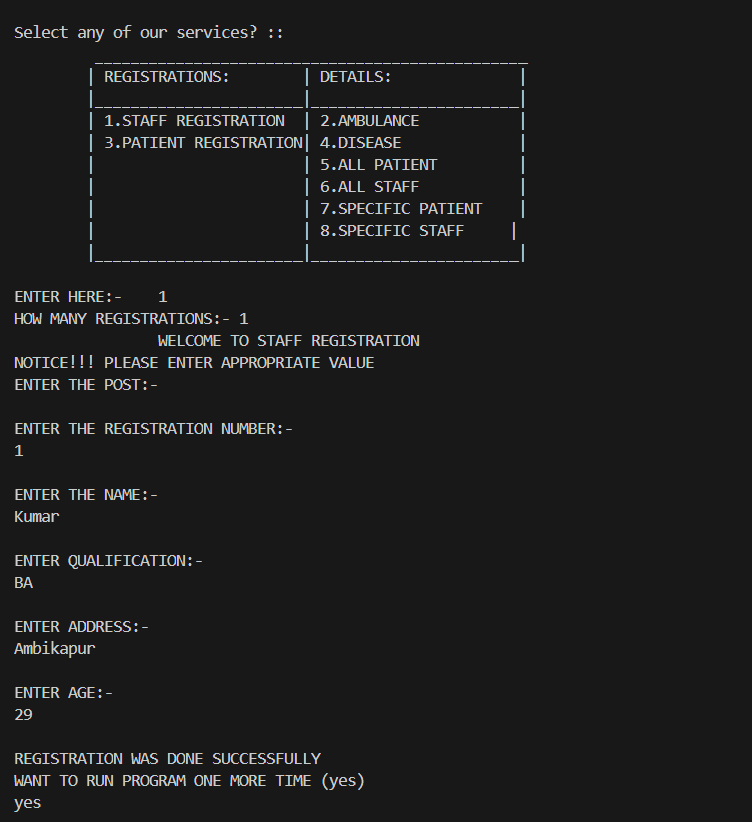 Select any of our services? ::
REGISTRATIONS: | DETAILS:
1.STAFF REGISTRATION | 2.AMBULANCE
3.PATIENT REGISTRATION| 4.DISEASE
5.ALL PATIENT
6.ALL STAFF
7.SPECIFIC PATIENT
8.SPECIFIC STAFF
ENTER HERE:- 1
HOW MANY REGISTRATIONS:- 1
WELCOME TO STAFF REGISTRATION
NOTICE!!! PLEASE ENTER APPROPRIATE VALUE
ENTER THE POST:-
ENTER THE REGISTRATION NUMBER:-
1
ENTER THE NAME:-
Kumar
ENTER QUALIFICATION:-
BA
ENTER ADDRESS:-
Ambikapur
ENTER AGE:-
29
REGISTRATION WAS DONE SUCCESSFULLY
WANT TO RUN PROGRAM ONE MORE TIME (yes)
yes